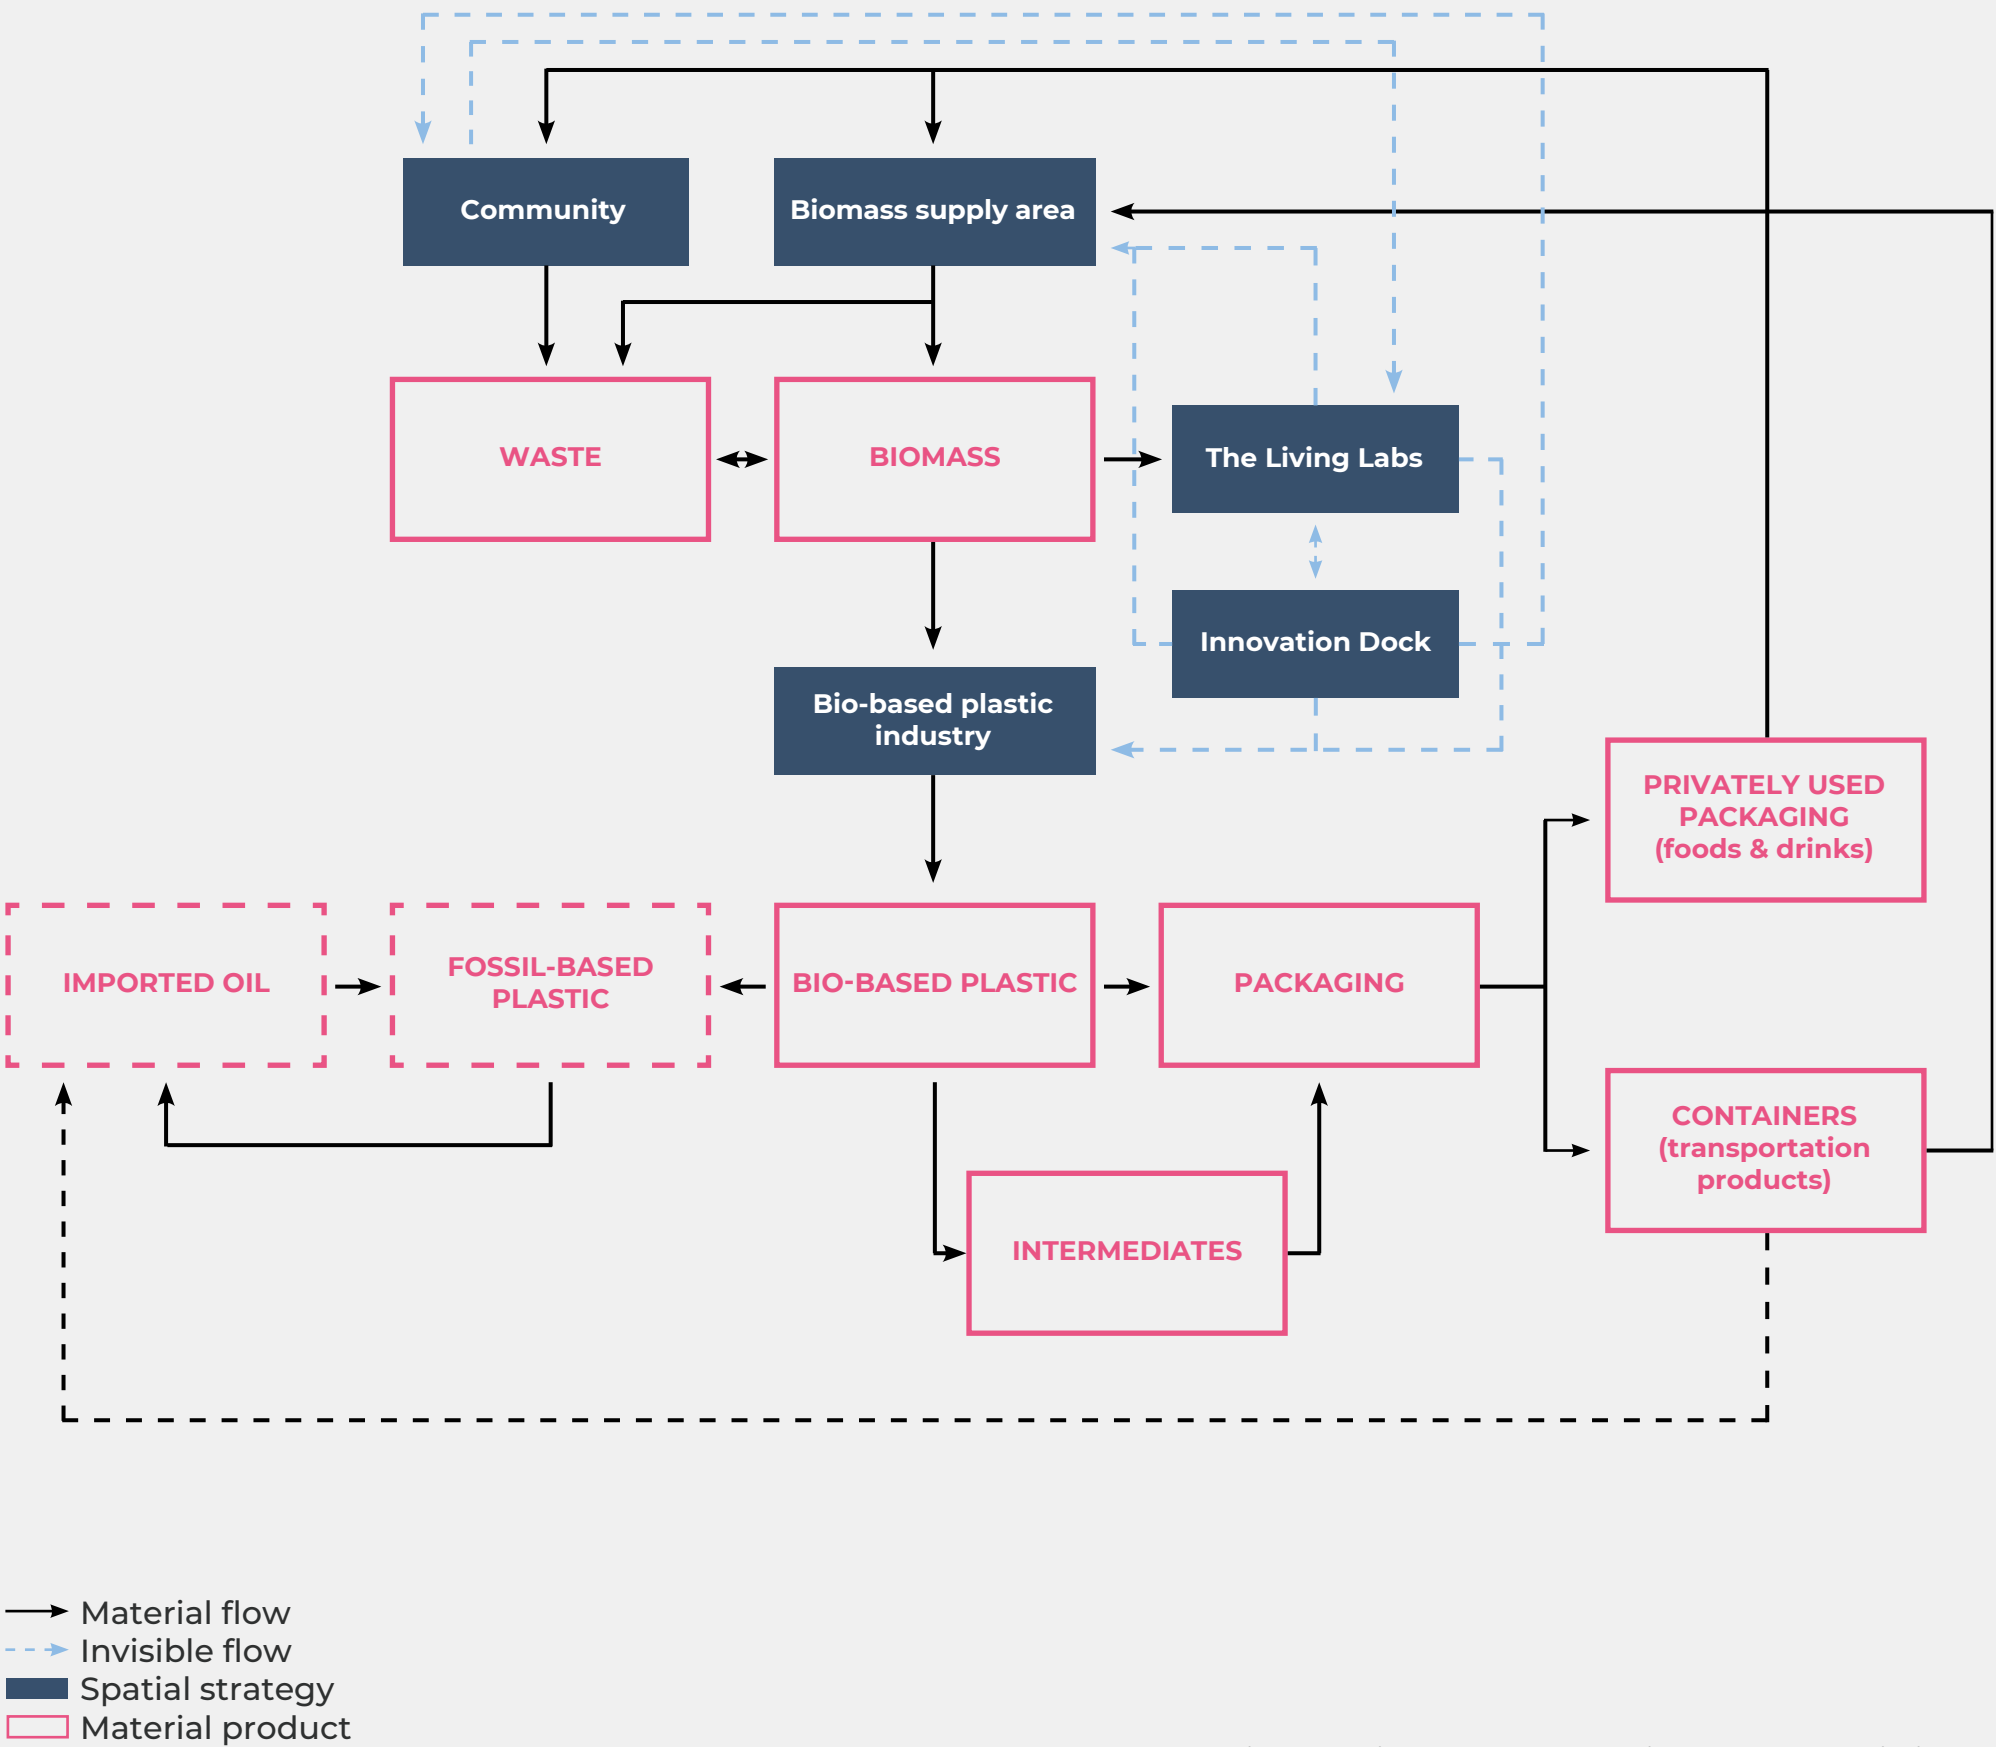 Community
Biomass supply area
WASTE
BIOMASS
The Living Labs
Innovation Dock
Bio-based plastic
industry
PRIVATELY USED
PACKAGING
(foods & drinks)
IMPORTED OIL
FOSSIL-BASED
PLASTIC
BIO-BASED PLASTIC
PACKAGING
CONTAINERS
(transportation
products)
INTERMEDIATES
Material flow
Invisible flow
Spatial strategy
Material product